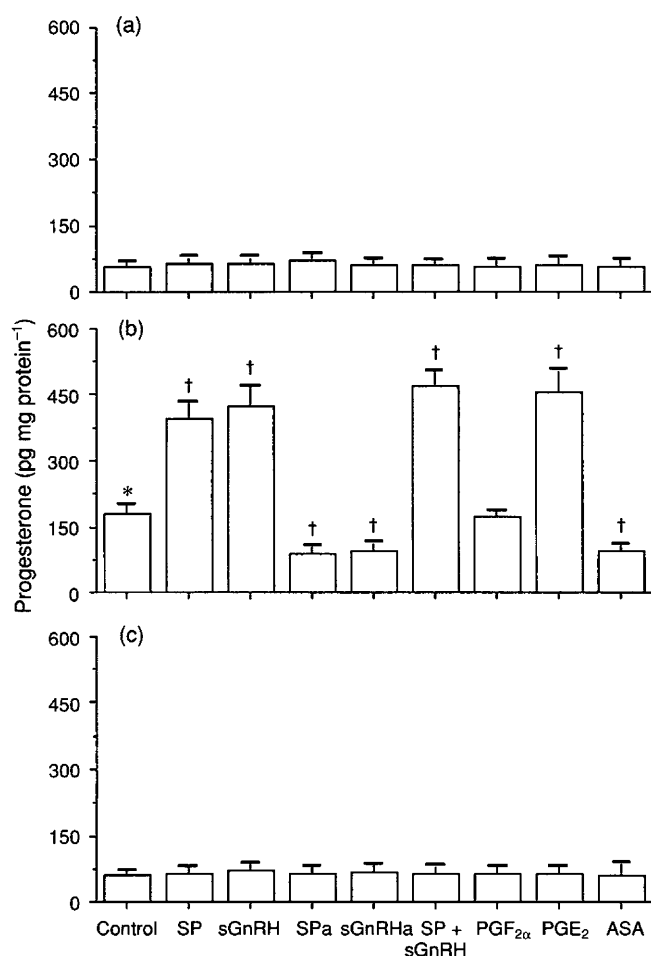 (a)
600
450
300
150
0
(b)
600
450
300
150
0
* † † † † † † †
(c)
600
450
300
150
0
Progesterone (pg mg protein⁻¹)
Control SP sGnRH SPa sGnRHa SP + sGnRH PGF₂α PGE₂ ASA